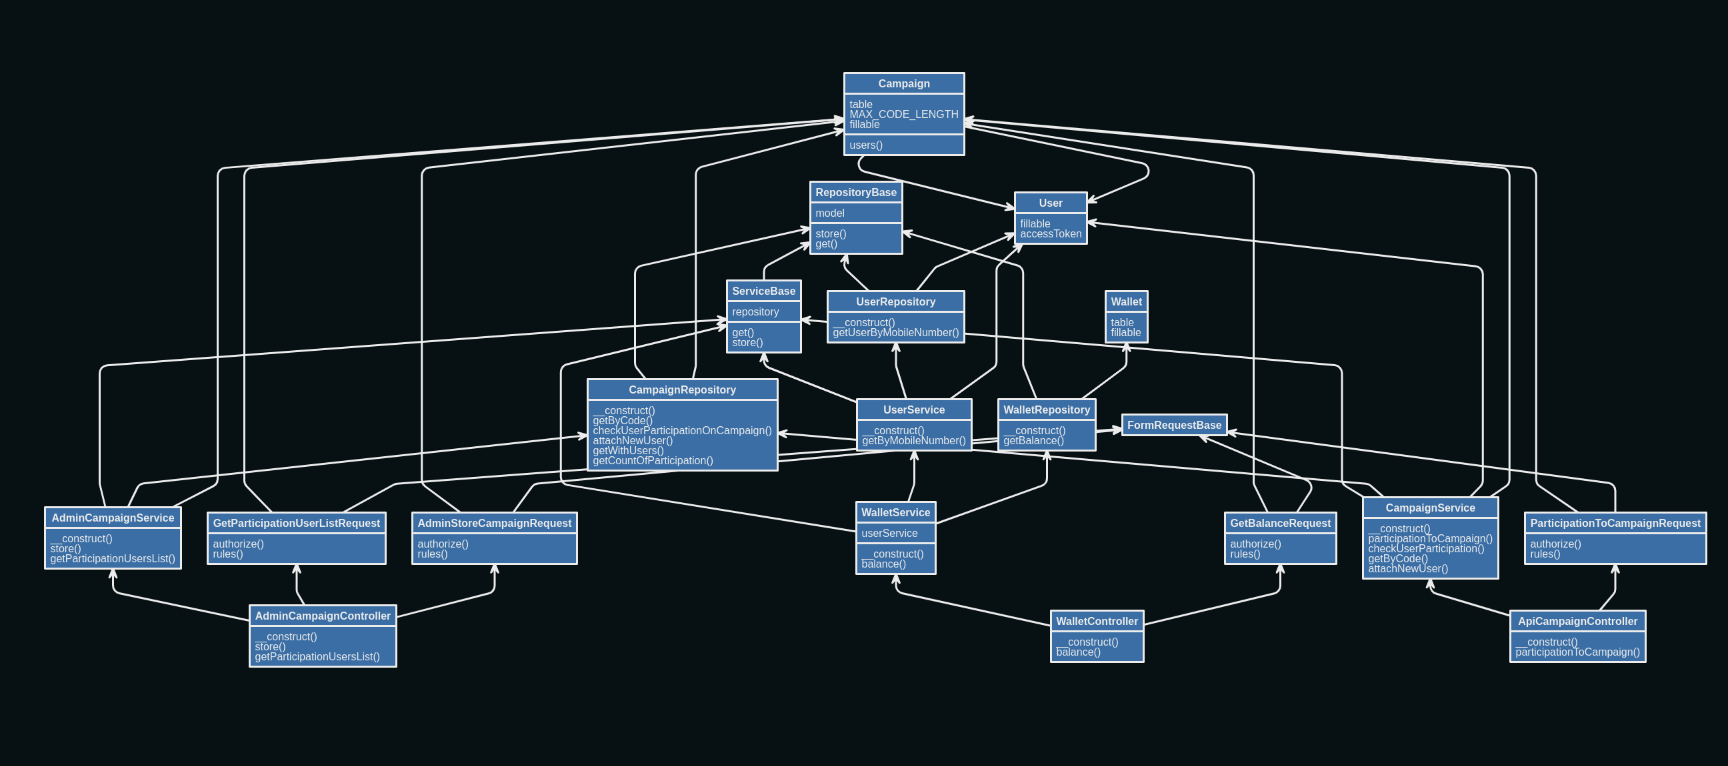 Campaign
table
MAX_CODE_LENGTH
fillable
users()
RepositoryBase
model
store()
get()
User
fillable
accessToken
ServiceBase
repository
get()
store()
UserRepository
__construct()
getUserByMobileNumber()
Wallet
table
fillable
CampaignRepository
__construct()
getByCode()
checkUserParticipationOnCampaign()
attachNewUser()
getWithUsers()
getCountOfParticipation()
UserService
__construct()
getByMobileNumber()
WalletRepository
__construct()
getBalance()
FormRequestBase
AdminCampaignService
__construct()
store()
getParticipationUsersList()
GetParticipationUserListRequest
authorize()
rules()
AdminStoreCampaignRequest
authorize()
rules()
WalletService
userService
__construct()
balance()
GetBalanceRequest
authorize()
rules()
CampaignService
__construct()
participationToCampaign()
checkUserParticipation()
getByCode()
attachNewUser()
ParticipationToCampaignRequest
authorize()
rules()
AdminCampaignController
__construct()
store()
getParticipationUsersList()
WalletController
__construct()
balance()
ApiCampaignController
__construct()
participationToCampaign()